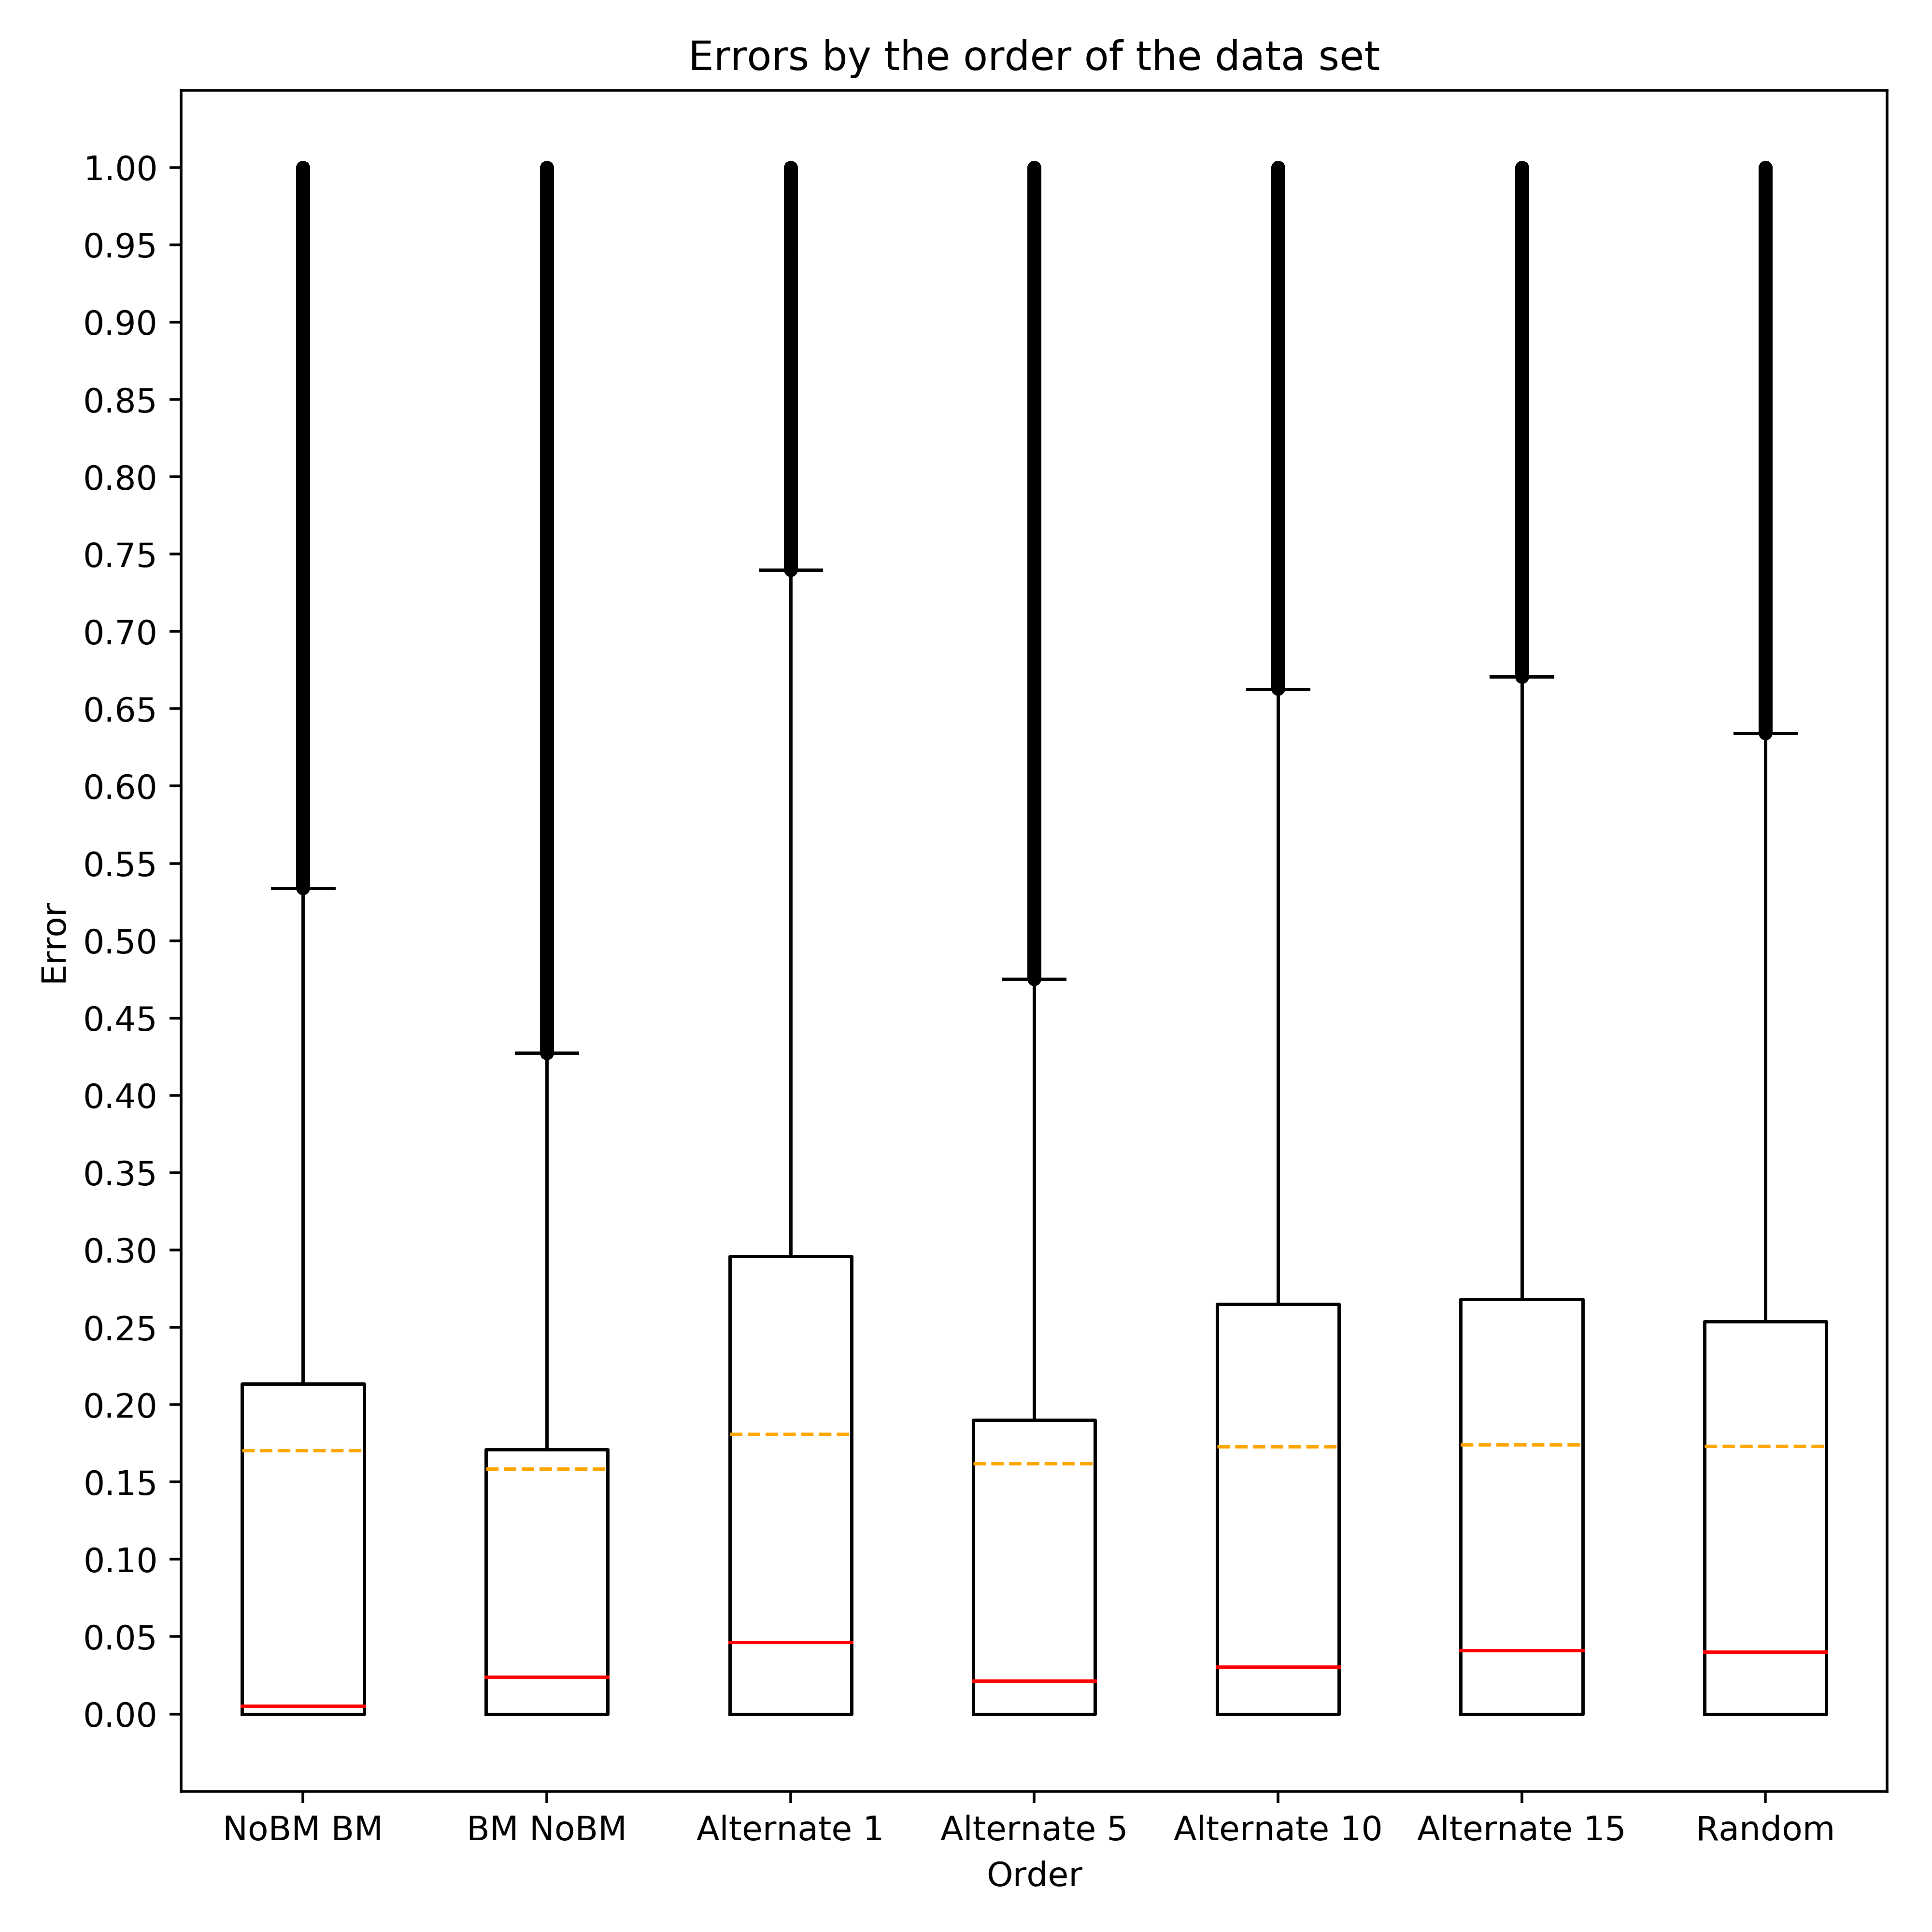 Errors by the order of the data set
1.00
0.95
0.90
0.85
0.80
0.75
0.70
0.65
0.60
0.55
0.50
0.45
0.40
0.35
0.30
0.25
0.20
0.15
0.10
0.05
0.00
Error
NoBM BM
BM NoBM
Alternate 1
Alternate 5
Alternate 10
Alternate 15
Random
Order